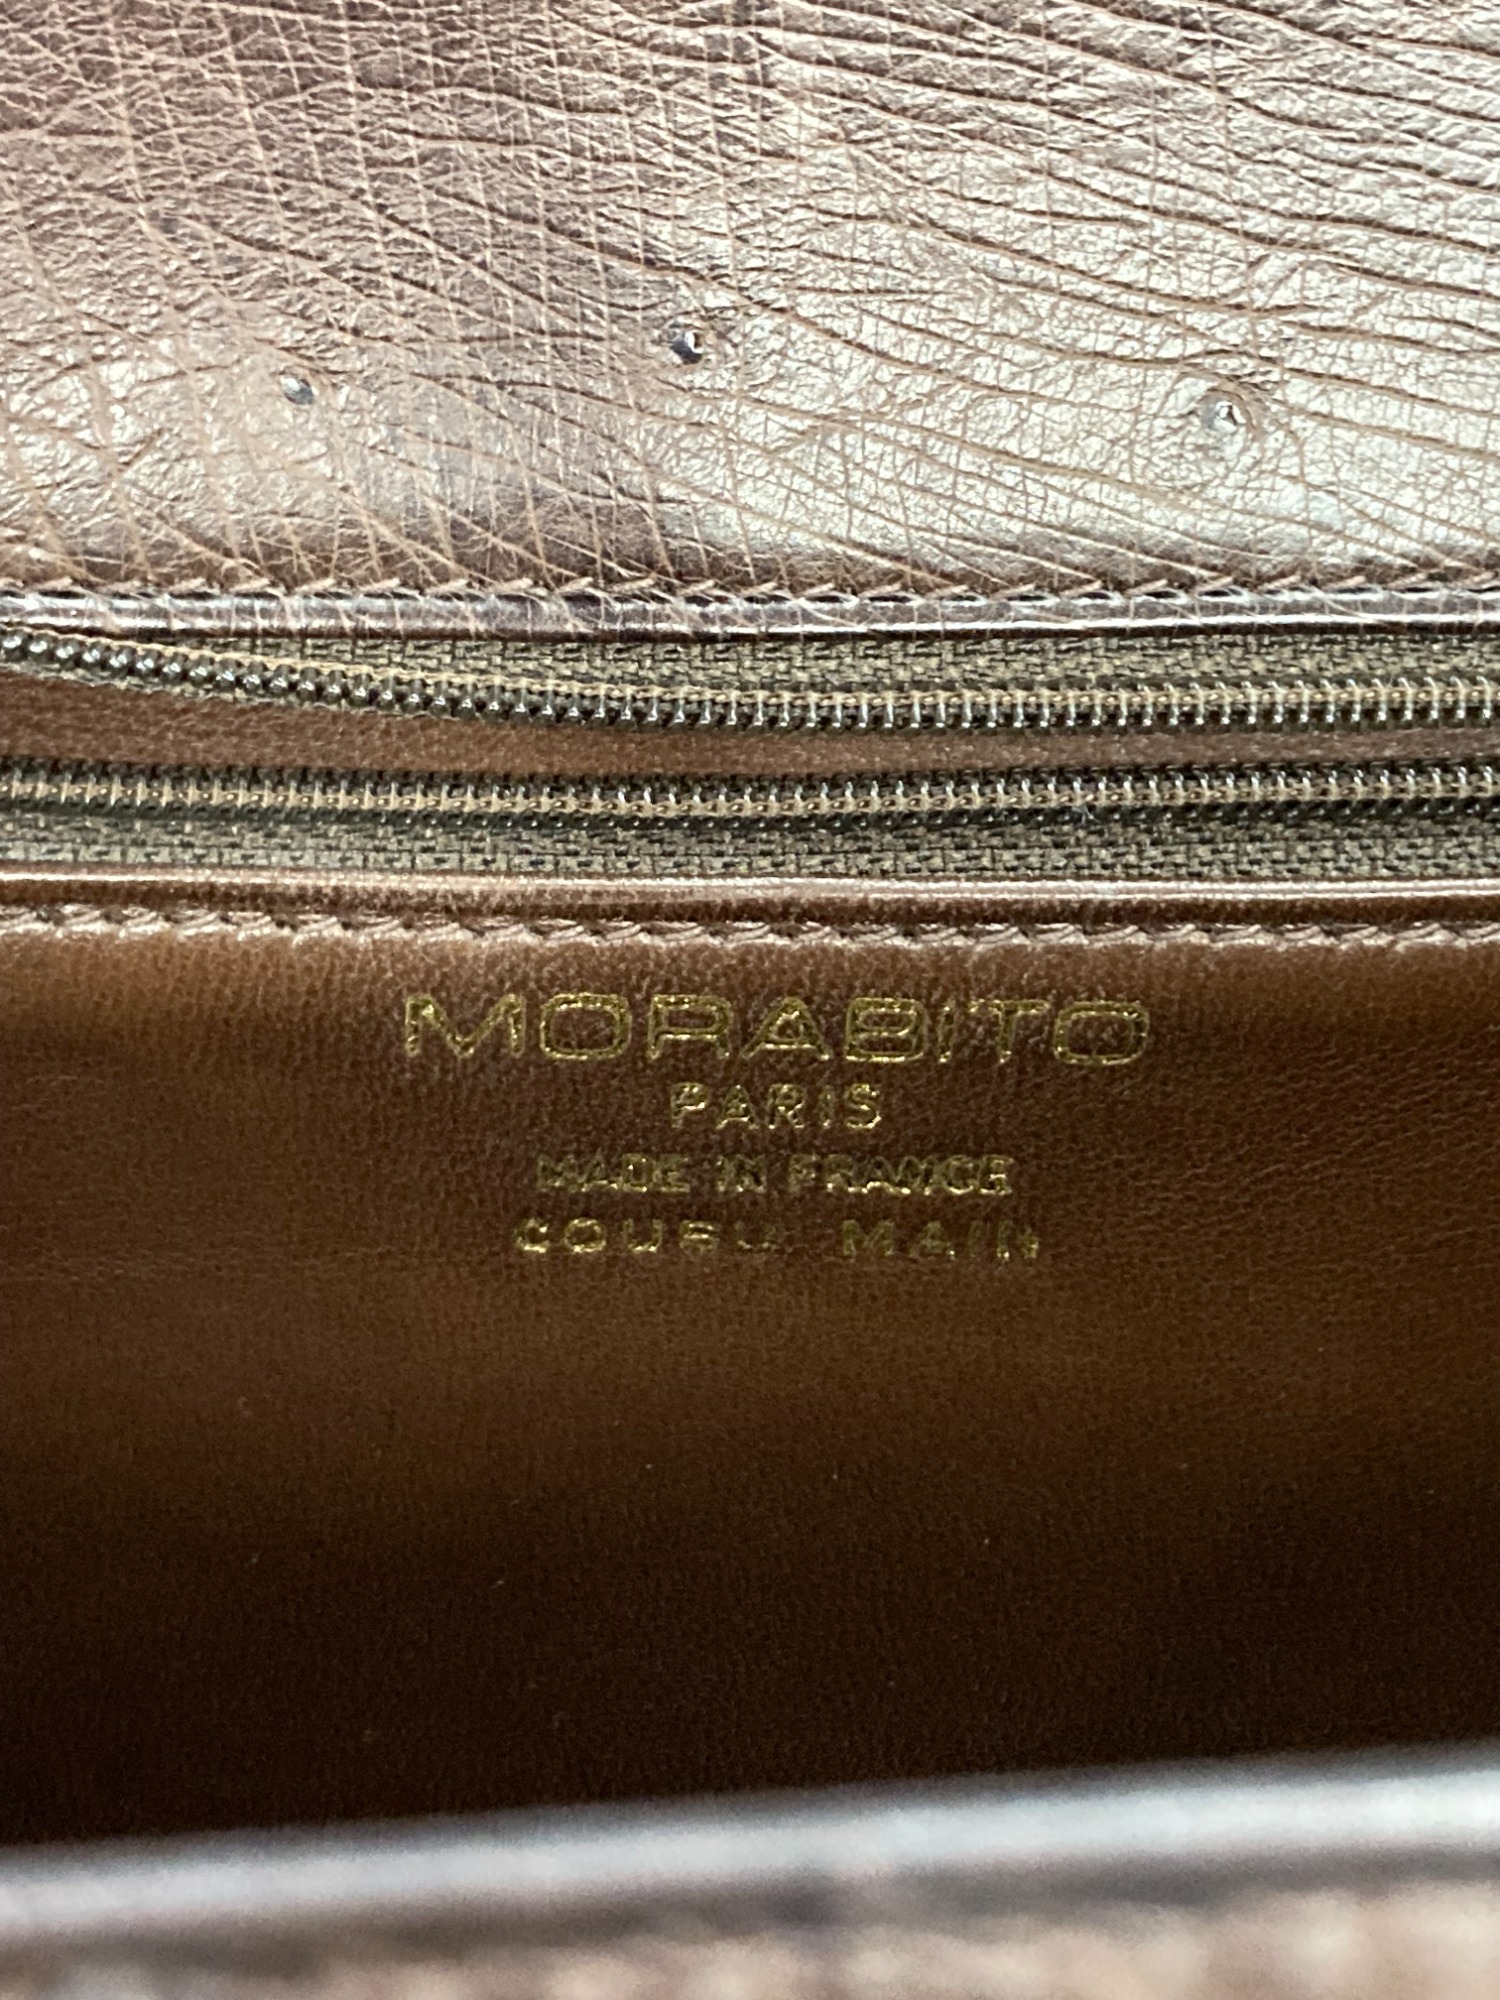 MORABITO
PARIS
MADE IN FRANCE
COUSU MAIN